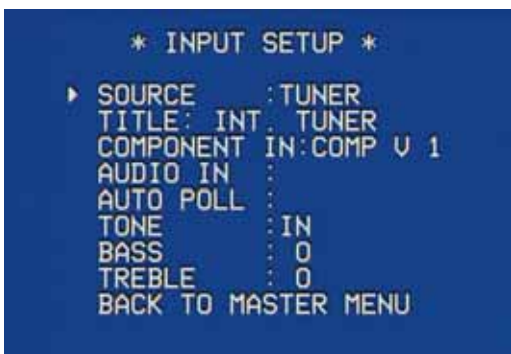 * INPUT SETUP *
SOURCE :TUNER
TITLE: INT. TUNER
COMPONENT IN:COMP V 1
AUDIO IN :
AUTO POLL :
TONE :IN
BASS : 0
TREBLE : 0
BACK TO MASTER MENU